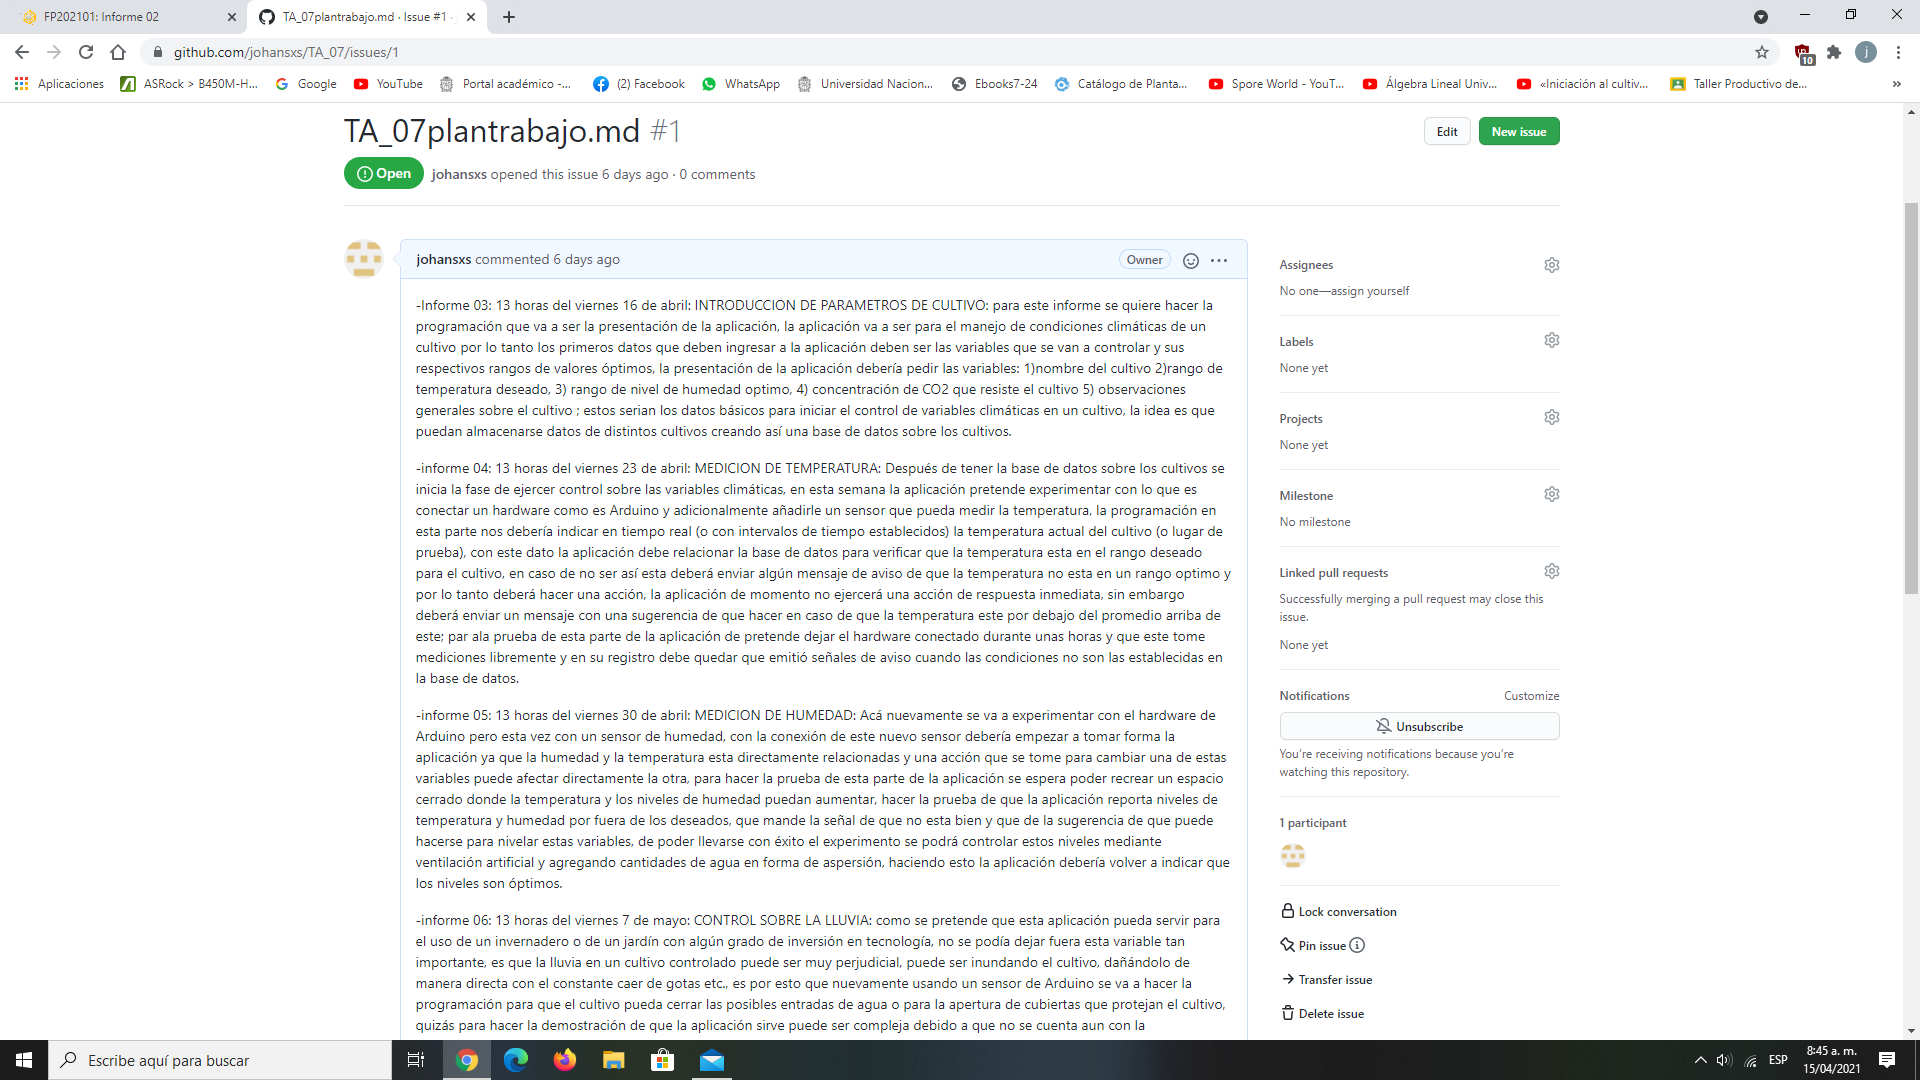 FP202101: Informe 02
TA_07plantrabajo.md · Issue #1 ·
github.com/johansxs/TA_07/issues/1
10
j
Aplicaciones
ASRock > B450M-H...
Google
YouTube
Portal académico -...
(2) Facebook
WhatsApp
Universidad Nacion...
Ebooks7-24
Catálogo de Planta...
Spore World - YouT...
Álgebra Lineal Univ...
«Iniciación al cultiv...
Taller Productivo de...
»
TA_07plantrabajo.md #1
Edit
New issue
Open
johansxs opened this issue 6 days ago · 0 comments
johansxs commented 6 days ago
Owner
-Informe 03: 13 horas del viernes 16 de abril: INTRODUCCION DE PARAMETROS DE CULTIVO: para este informe se quiere hacer la
programación que va a ser la presentación de la aplicación, la aplicación va a ser para el manejo de condiciones climáticas de un
cultivo por lo tanto los primeros datos que deben ingresar a la aplicación deben ser las variables que se van a controlar y sus
respectivos rangos de valores óptimos, la presentación de la aplicación debería pedir las variables: 1)nombre del cultivo 2)rango de
temperatura deseado, 3) rango de nivel de humedad optimo, 4) concentración de CO2 que resiste el cultivo 5) observaciones
generales sobre el cultivo ; estos serian los datos básicos para iniciar el control de variables climáticas en un cultivo, la idea es que
puedan almacenarse datos de distintos cultivos creando así una base de datos sobre los cultivos.
-informe 04: 13 horas del viernes 23 de abril: MEDICION DE TEMPERATURA: Después de tener la base de datos sobre los cultivos se
inicia la fase de ejercer control sobre las variables climáticas, en esta semana la aplicación pretende experimentar con lo que es
conectar un hardware como es Arduino y adicionalmente añadirle un sensor que pueda medir la temperatura, la programación en
esta parte nos debería indicar en tiempo real (o con intervalos de tiempo establecidos) la temperatura actual del cultivo (o lugar de
prueba), con este dato la aplicación debe relacionar la base de datos para verificar que la temperatura esta en el rango deseado
para el cultivo, en caso de no ser así esta deberá enviar algún mensaje de aviso de que la temperatura no esta en un rango optimo y
por lo tanto deberá hacer una acción, la aplicación de momento no ejercerá una acción de respuesta inmediata, sin embargo
deberá enviar un mensaje con una sugerencia de que hacer en caso de que la temperatura este por debajo del promedio arriba de
este; par ala prueba de esta parte de la aplicación de pretende dejar el hardware conectado durante unas horas y que este tome
mediciones libremente y en su registro debe quedar que emitió señales de aviso cuando las condiciones no son las establecidas en
la base de datos.
-informe 05: 13 horas del viernes 30 de abril: MEDICION DE HUMEDAD: Acá nuevamente se va a experimentar con el hardware de
Arduino pero esta vez con un sensor de humedad, con la conexión de este nuevo sensor debería empezar a tomar forma la
aplicación ya que la humedad y la temperatura esta directamente relacionadas y una acción que se tome para cambiar una de estas
variables puede afectar directamente la otra, para hacer la prueba de esta parte de la aplicación se espera poder recrear un espacio
cerrado donde la temperatura y los niveles de humedad puedan aumentar, hacer la prueba de que la aplicación reporta niveles de
temperatura y humedad por fuera de los deseados, que mande la señal de que no esta bien y que de la sugerencia de que puede
hacerse para nivelar estas variables, de poder llevarse con éxito el experimento se podrá controlar estos niveles mediante
ventilación artificial y agregando cantidades de agua en forma de aspersión, haciendo esto la aplicación debería volver a indicar que
los niveles son óptimos.
-informe 06: 13 horas del viernes 7 de mayo: CONTROL SOBRE LA LLUVIA: como se pretende que esta aplicación pueda servir para
el uso de un invernadero o de un jardín con algún grado de inversión en tecnología, no se podía dejar fuera esta variable tan
importante, es que la lluvia en un cultivo controlado puede ser muy perjudicial, puede ser inundando el cultivo, dañándolo de
manera directa con el constante caer de gotas etc., es por esto que nuevamente usando un sensor de Arduino se va a hacer la
programación para que el cultivo pueda cerrar las posibles entradas de agua o para la apertura de cubiertas que protejan el cultivo,
quizás para hacer la demostración de que la aplicación sirve puede ser compleja debido a que no se cuenta aun con la
Assignees
No one—assign yourself
Labels
None yet
Projects
None yet
Milestone
No milestone
Linked pull requests
Successfully merging a pull request may close this
issue.
None yet
Notifications
Customize
Unsubscribe
You're receiving notifications because you're
watching this repository.
1 participant
Lock conversation
Pin issue
Transfer issue
Delete issue
Escribe aquí para buscar
ESP
8:45 a. m.
15/04/2021